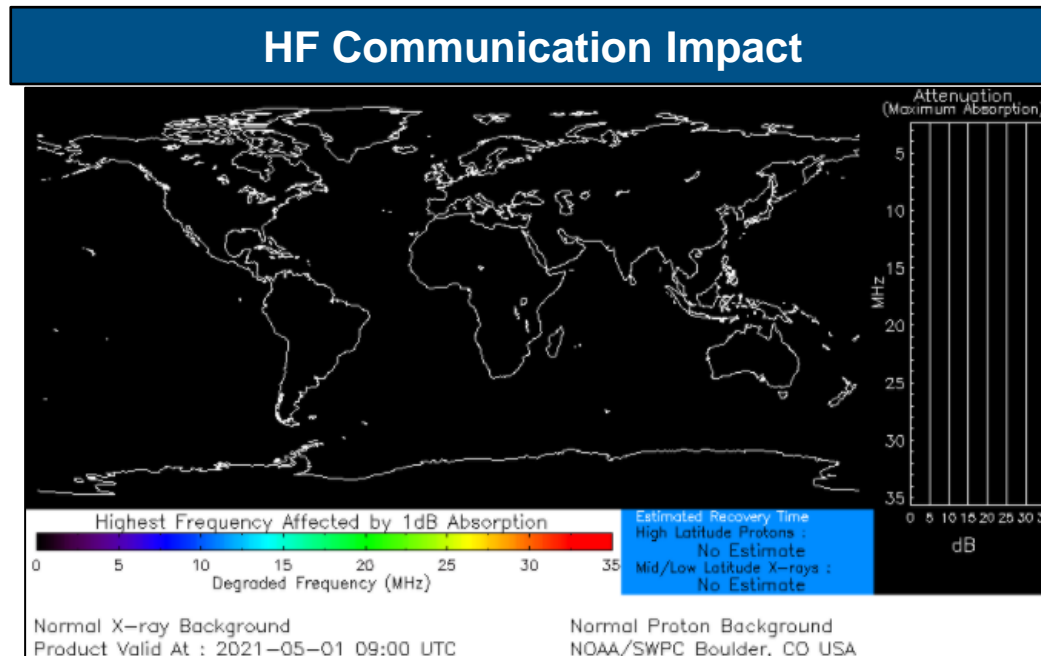 HF Communication Impact
Attenuation
(Maximum Absorption)
5
10
15
20
25
30
35
MHz
0 5 10 15 20 25 30
dB
Highest Frequency Affected by 1dB Absorption
0 5 10 15 20 25 30 35
Degraded Frequency (MHz)
Estimated Recovery Time
High Latitude Protons :
No Estimate
Mid/Low Latitude X-rays :
No Estimate
Normal X-ray Background
Product Valid At : 2021-05-01 09:00 UTC
Normal Proton Background
NOAA/SWPC Boulder, CO USA